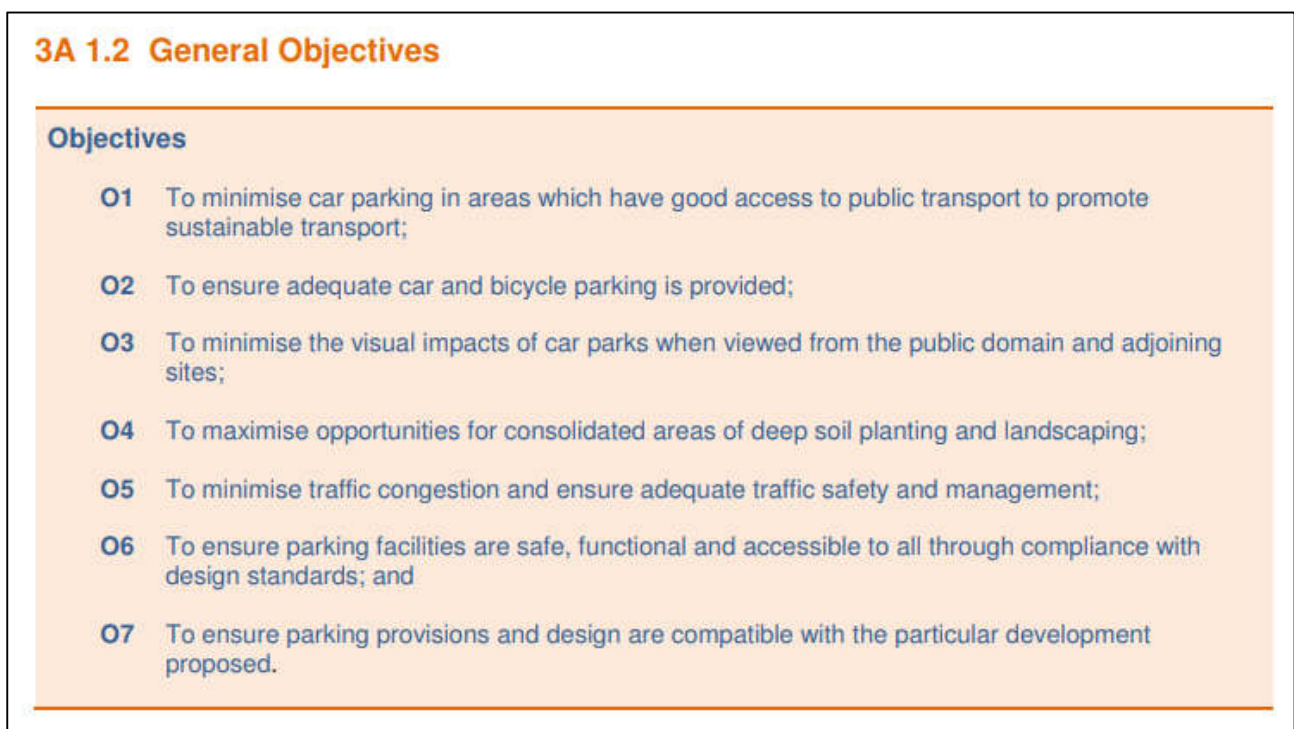 3A 1.2 General Objectives
Objectives
O1 To minimise car parking in areas which have good access to public transport to promote
sustainable transport;
O2 To ensure adequate car and bicycle parking is provided;
O3 To minimise the visual impacts of car parks when viewed from the public domain and adjoining
sites;
O4 To maximise opportunities for consolidated areas of deep soil planting and landscaping;
O5 To minimise traffic congestion and ensure adequate traffic safety and management;
O6 To ensure parking facilities are safe, functional and accessible to all through compliance with
design standards; and
O7 To ensure parking provisions and design are compatible with the particular development
proposed.